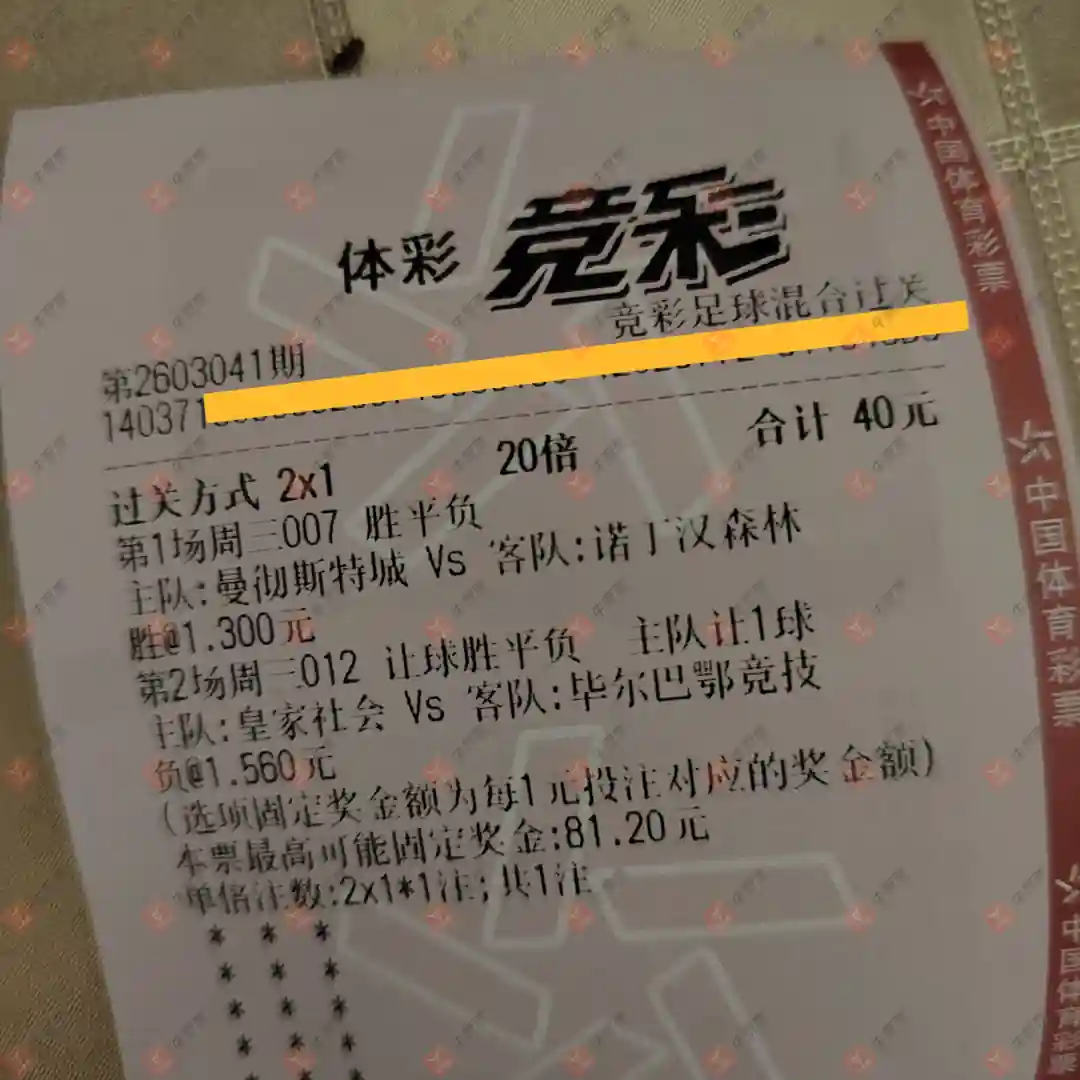 体彩 竞彩
竞彩足球混合过关
第2603041期
140371
过关方式 2x1 20倍 合计 40元
第1场周三007 胜平负
主队:曼彻斯特城 Vs 客队:诺丁汉森林
胜@1.300元
第2场周三012 让球胜平负 主队让1球
主队:皇家社会 Vs 客队:毕尔巴鄂竞技
负@1.560元
(选项固定奖金额为每1元投注对应的奖金额)
本票最高可能固定奖金:81.20元
单倍注数:2x1*1注;共1注
* * *
* * *
* * *
* * *
* * *
中国体育彩票
中国体育彩票
中国体育彩票